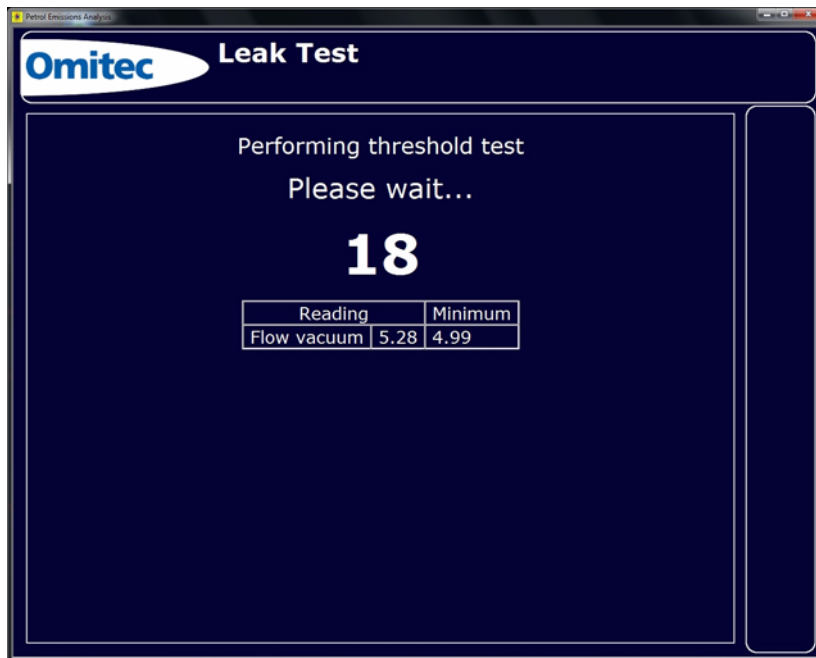 Petrol Emissions Analysis
Omitec
Leak Test
Performing threshold test
Please wait...
18
Reading Minimum
Flow vacuum 5.28 4.99